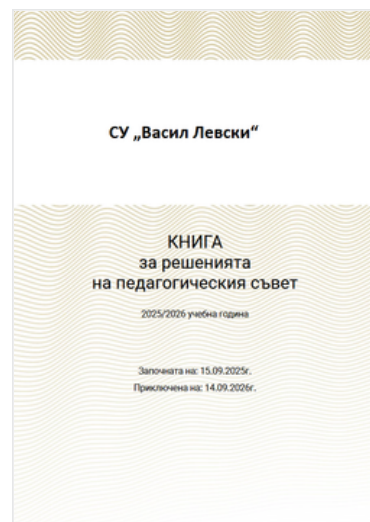 СУ „Васил Левски“
КНИГА
за решенията
на педагогическия съвет
2025/2026 учебна година
Започната на: 15.09.2025г.
Приключена на: 14.09.2026г.